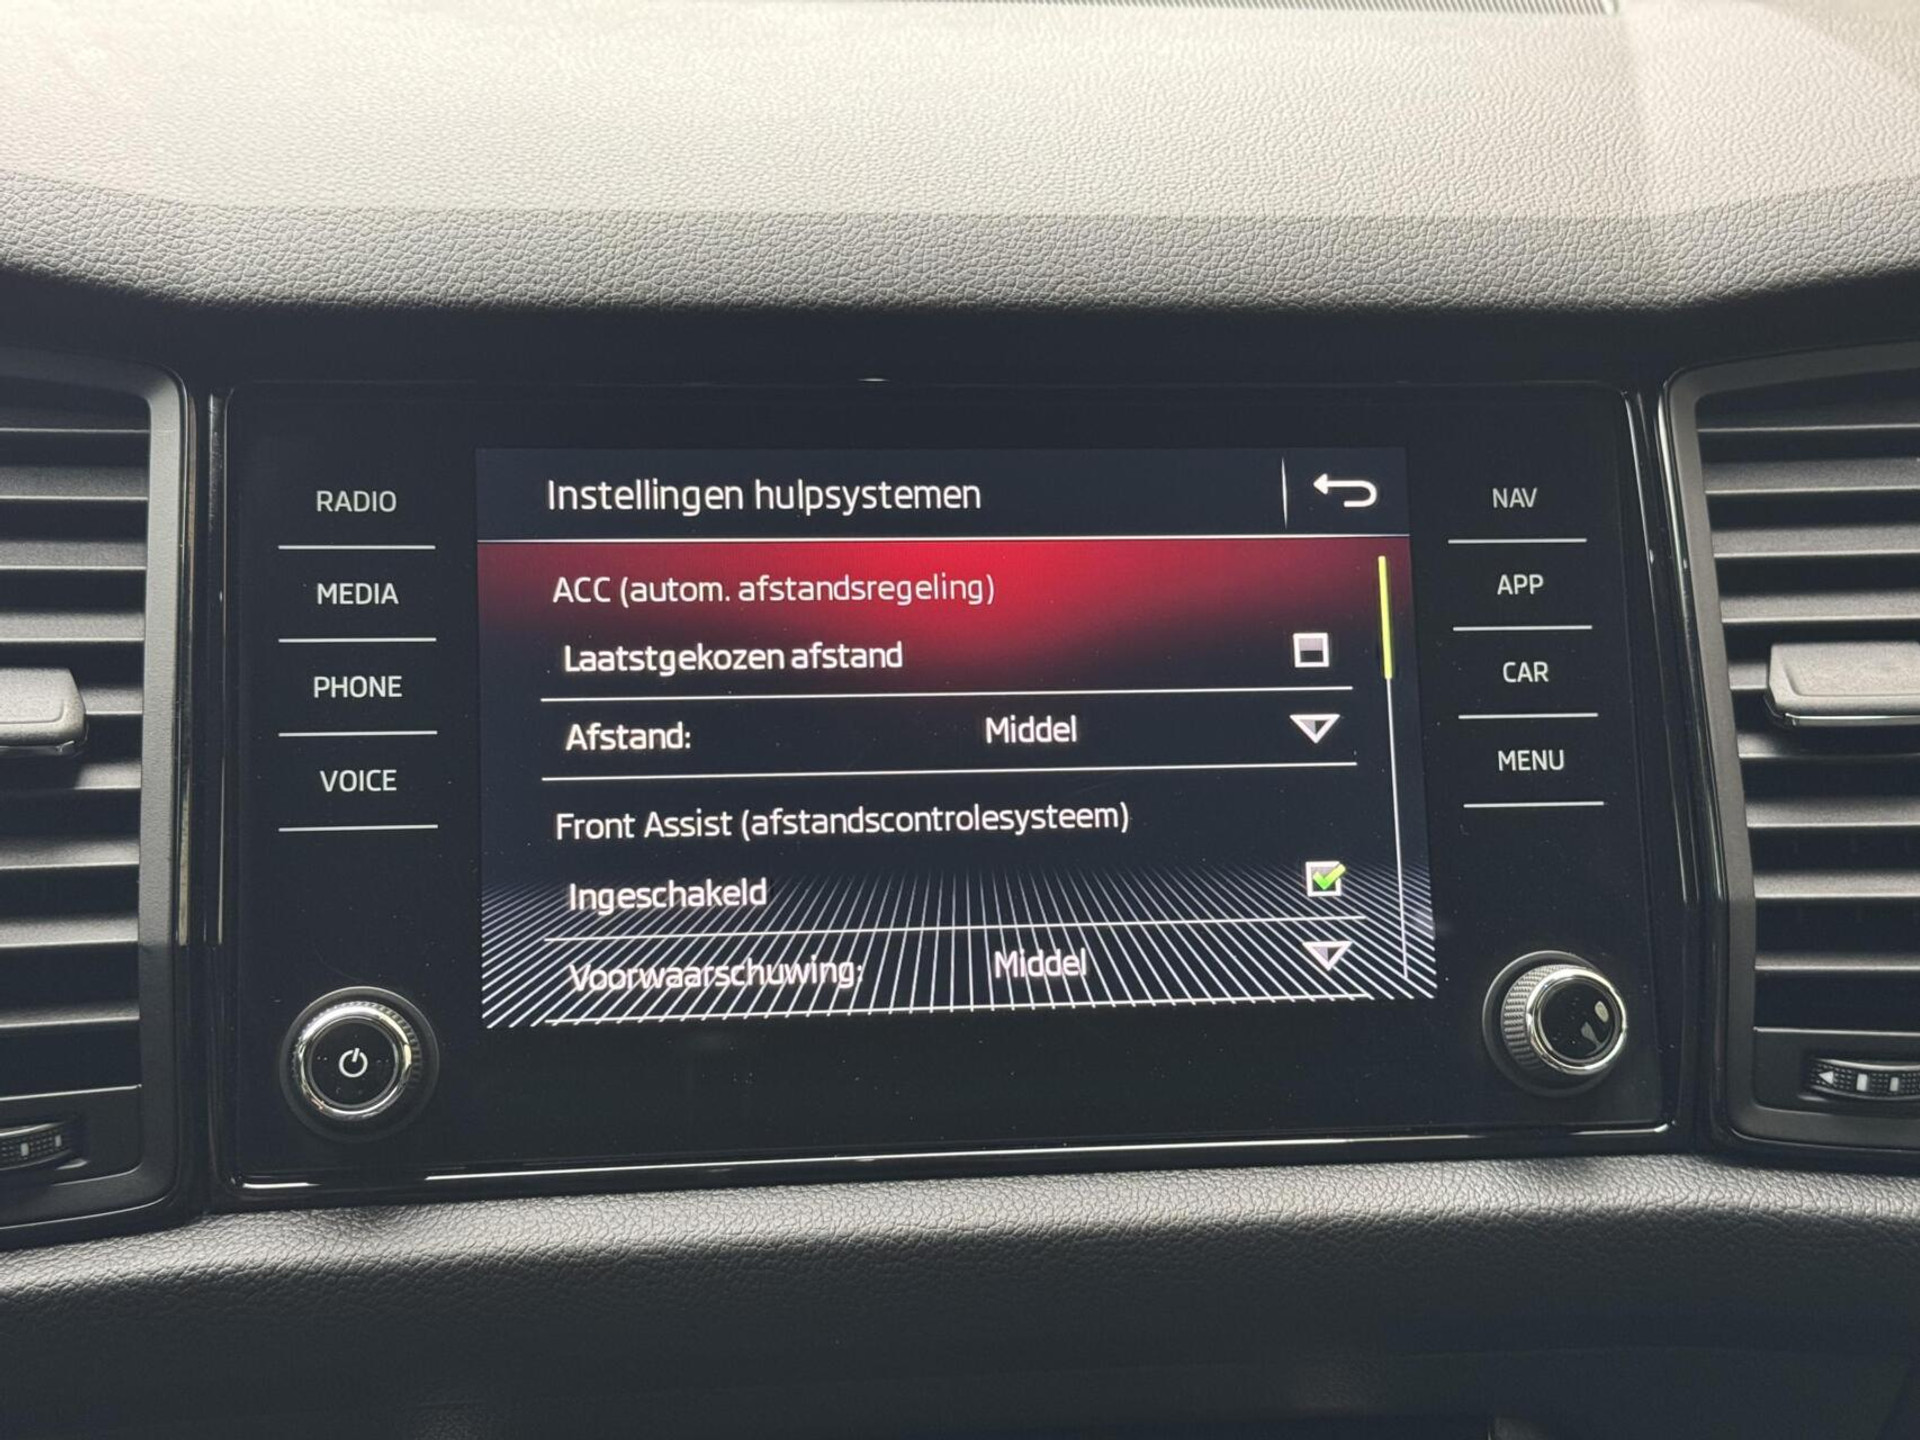 RADIO
MEDIA
PHONE
VOICE
Instellingen hulpsystemen
ACC (autom. afstandsregeling)
Laatstgekozen afstand
Afstand: Middel
Front Assist (afstandscontrolesysteem)
Ingeschakeld
Voorwaarschuwing: Middel
NAV
APP
CAR
MENU